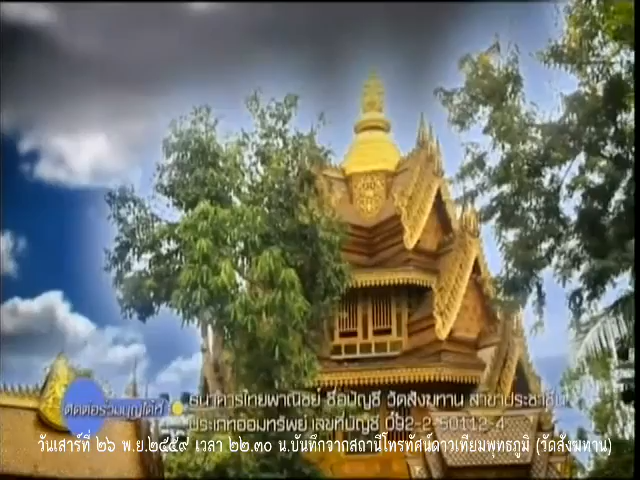 ติดต่อร่วมบุญได้ที่
ธนาคารไทยพาณิชย์ ชื่อบัญชี วัดสังฆทาน สาขาประชาชื่น
ประเภทออมทรัพย์ เลขที่บัญชี 092-2-50112-4
วันเสาร์ที่ ๒๖ พ.ย.๒๕๕๙ เวลา ๒๒.๓๐ น.บันทึกจากสถานีโทรทัศน์ดาวเทียมพุทธภูมิ (วัดสังฆทาน)